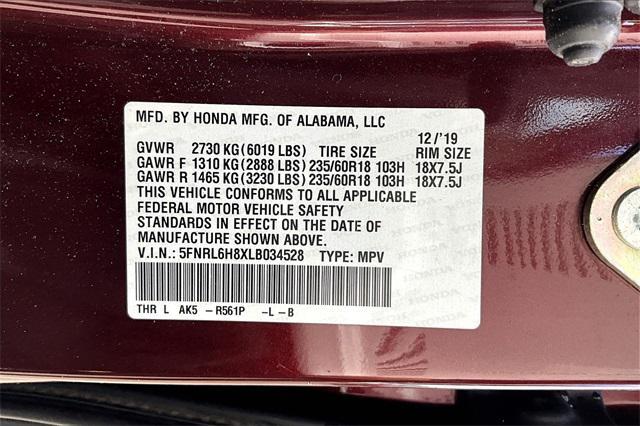 MFD. BY HONDA MFG. OF ALABAMA, LLC
12/'19
GVWR 2730 KG(6019 LBS) TIRE SIZE RIM SIZE
GAWR F 1310 KG (2888 LBS) 235/60R18 103H 18X7.5J
GAWR R 1465 KG(3230 LBS) 235/60R18 103H 18X7.5J
THIS VEHICLE CONFORMS TO ALL APPLICABLE
FEDERAL MOTOR VEHICLE SAFETY
STANDARDS IN EFFECT ON THE DATE OF
MANUFACTURE SHOWN ABOVE.
V.I.N.: 5FNRL6H8XLB034528 TYPE: MPV
THR L AK5 -R561P -L -B